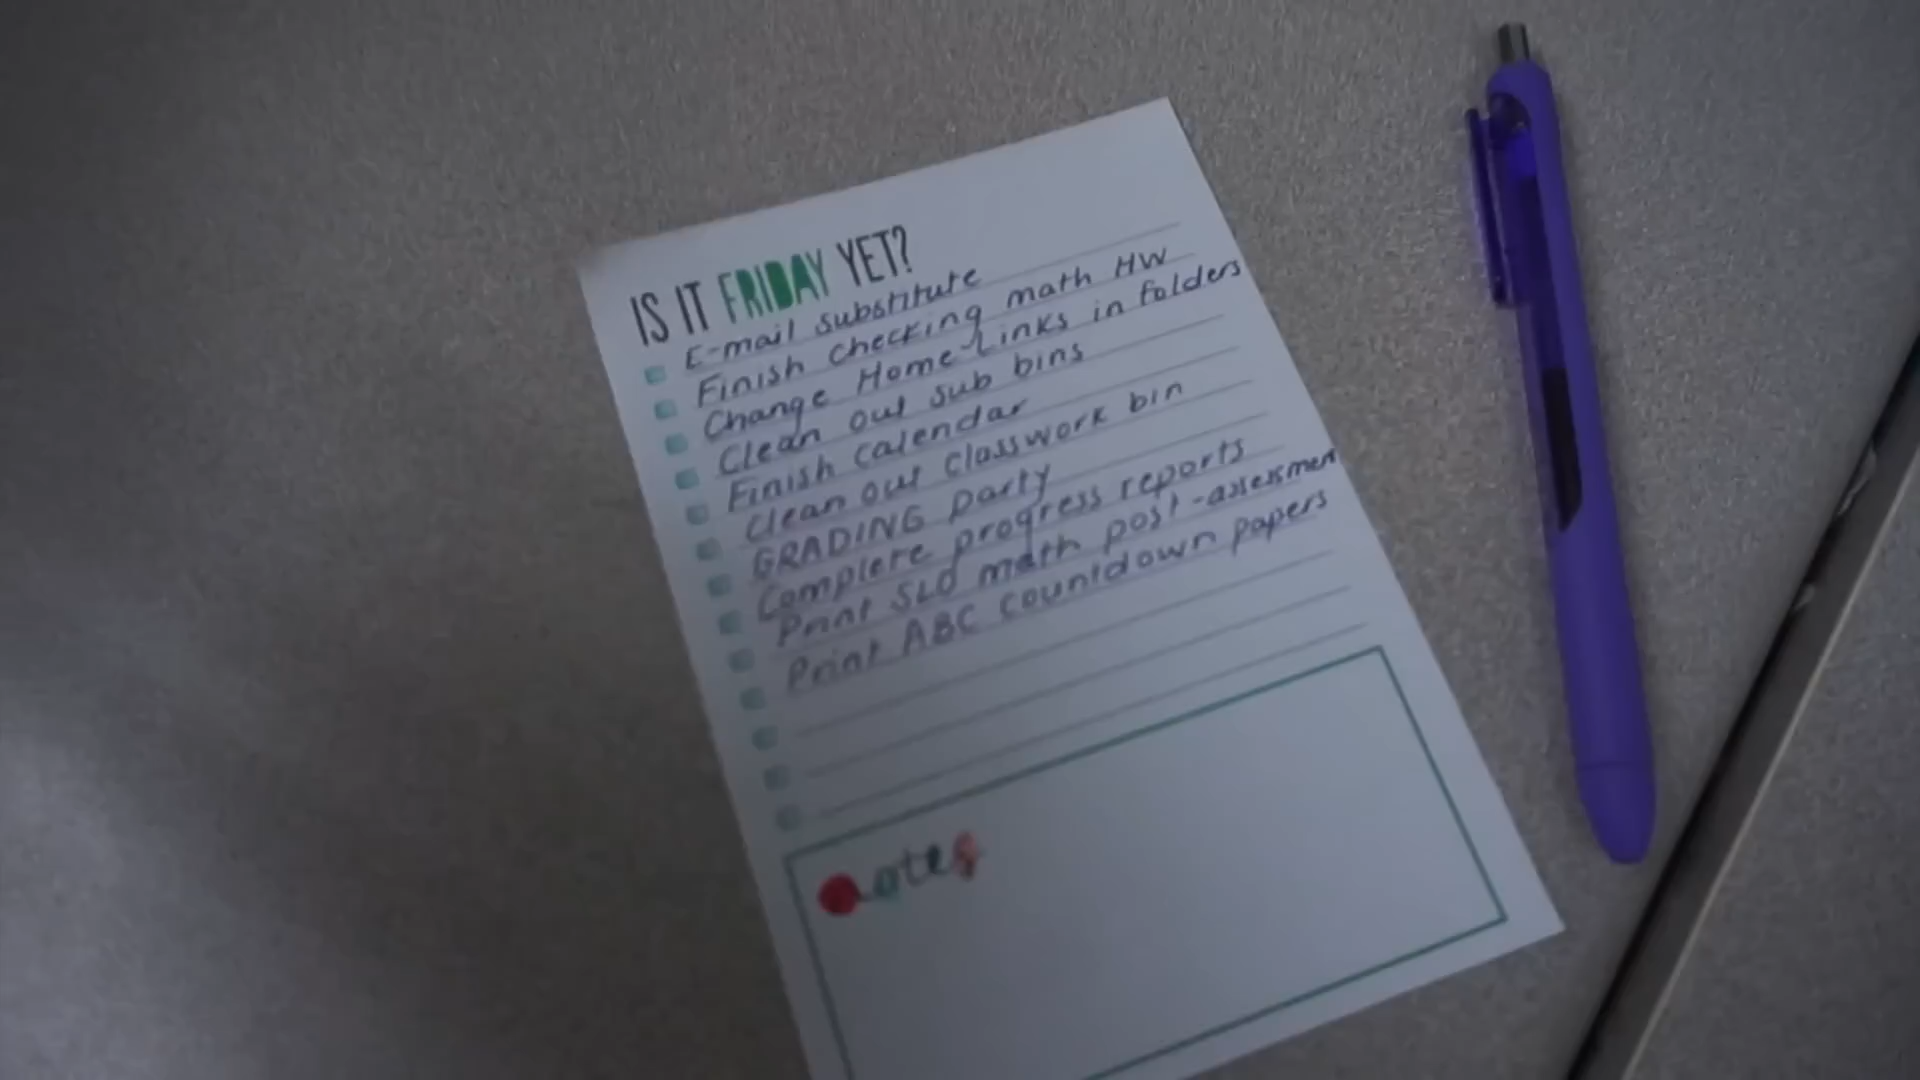 IS IT FRIDAY YET?
E-mail substitute
Finish checking math HW
Change Home Links in folders
Clean out sub bins
Finish calendar
Clean out classwork bin
GRADING party
Complete progress reports
Print SLO math post-assessment
Print ABC countdown papers
notes